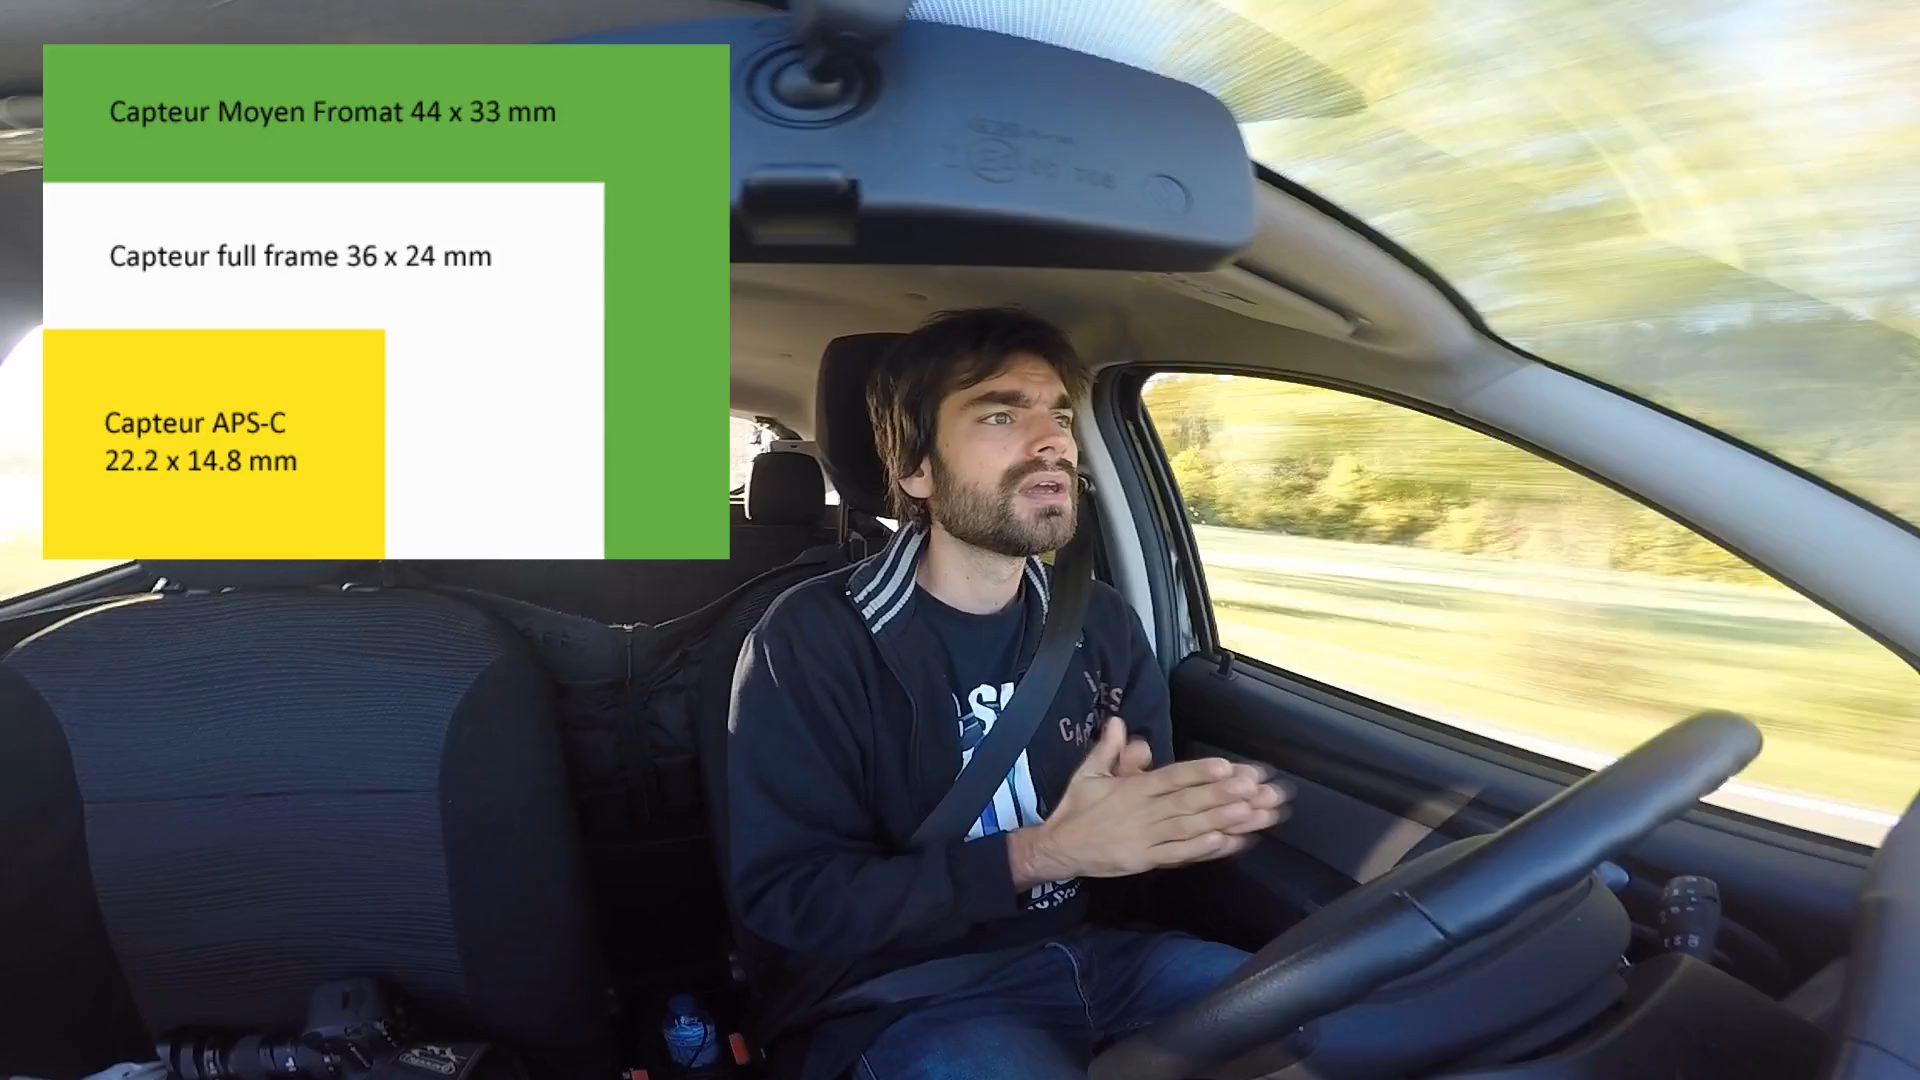 Capteur Moyen Fromat 44 x 33 mm
Capteur full frame 36 x 24 mm
Capteur APS-C
22.2 x 14.8 mm